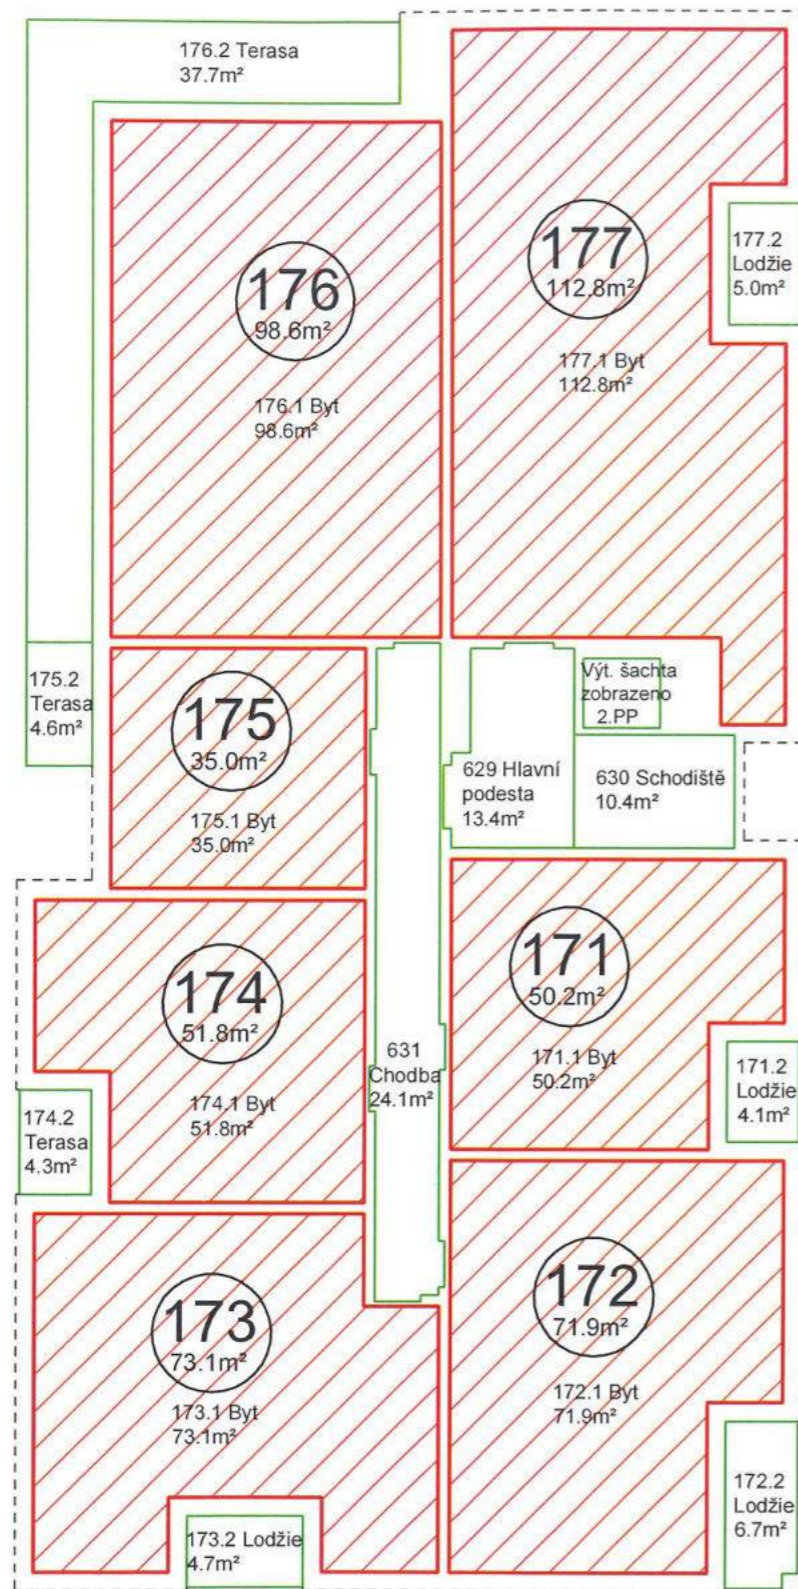 176.2 Terasa
37.7m²
177
112.8m²
177.2
Lodžie
5.0m²
176
98.6m²
177.1 Byt
112.8m²
176.1 Byt
98.6m²
175.2
Terasa
4.6m²
175
35.0m²
Výt. šachta
zobrazeno
2.PP
629 Hlavní
podesta
13.4m²
630 Schodiště
10.4m²
175.1 Byt
35.0m²
171
50.2m²
174
51.8m²
631
Chodba
24.1m²
171.1 Byt
50.2m²
171.2
Lodžie
4.1m²
174.1 Byt
51.8m²
174.2
Terasa
4.3m²
172
71.9m²
173
73.1m²
172.1 Byt
71.9m²
173.1 Byt
73.1m²
172.2
Lodžie
6.7m²
173.2 Lodžie
4.7m²